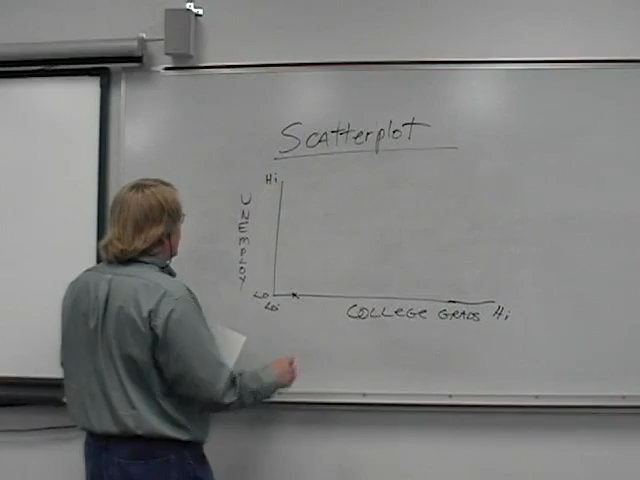 Scatterplot
Hi
UNEMPLOY
Lo
Lo
COLLEGE GRADS Hi